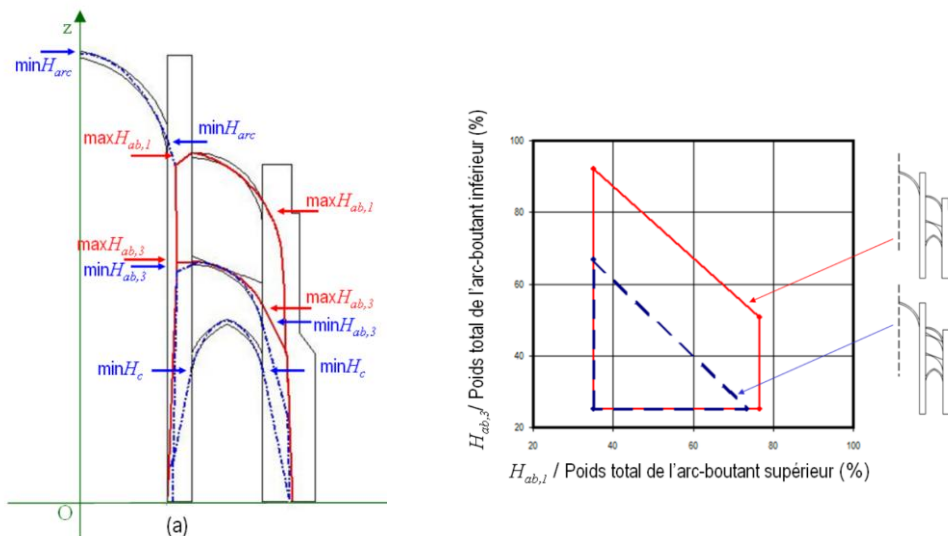 z
minH_arc
minH_arc
maxH_ab,1
maxH_ab,1
maxH_ab,3
minH_ab,3
maxH_ab,3
minH_ab,3
minH_c
minH_c
O
(a)
H_ab,3/ Poids total de l'arc-boutant inférieur (%)
100
80
60
40
20
20
40
60
80
100
H_ab,1 / Poids total de l'arc-boutant supérieur (%)